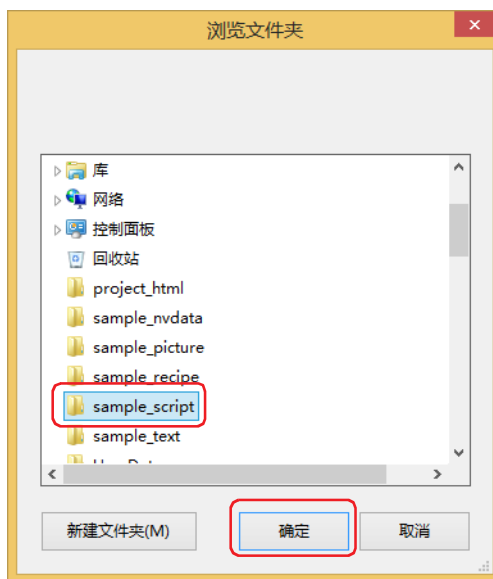 浏览文件夹
库
网络
控制面板
回收站
project_html
sample_nvdata
sample_picture
sample_recipe
sample_script
sample_text
新建文件夹(M)
确定
取消